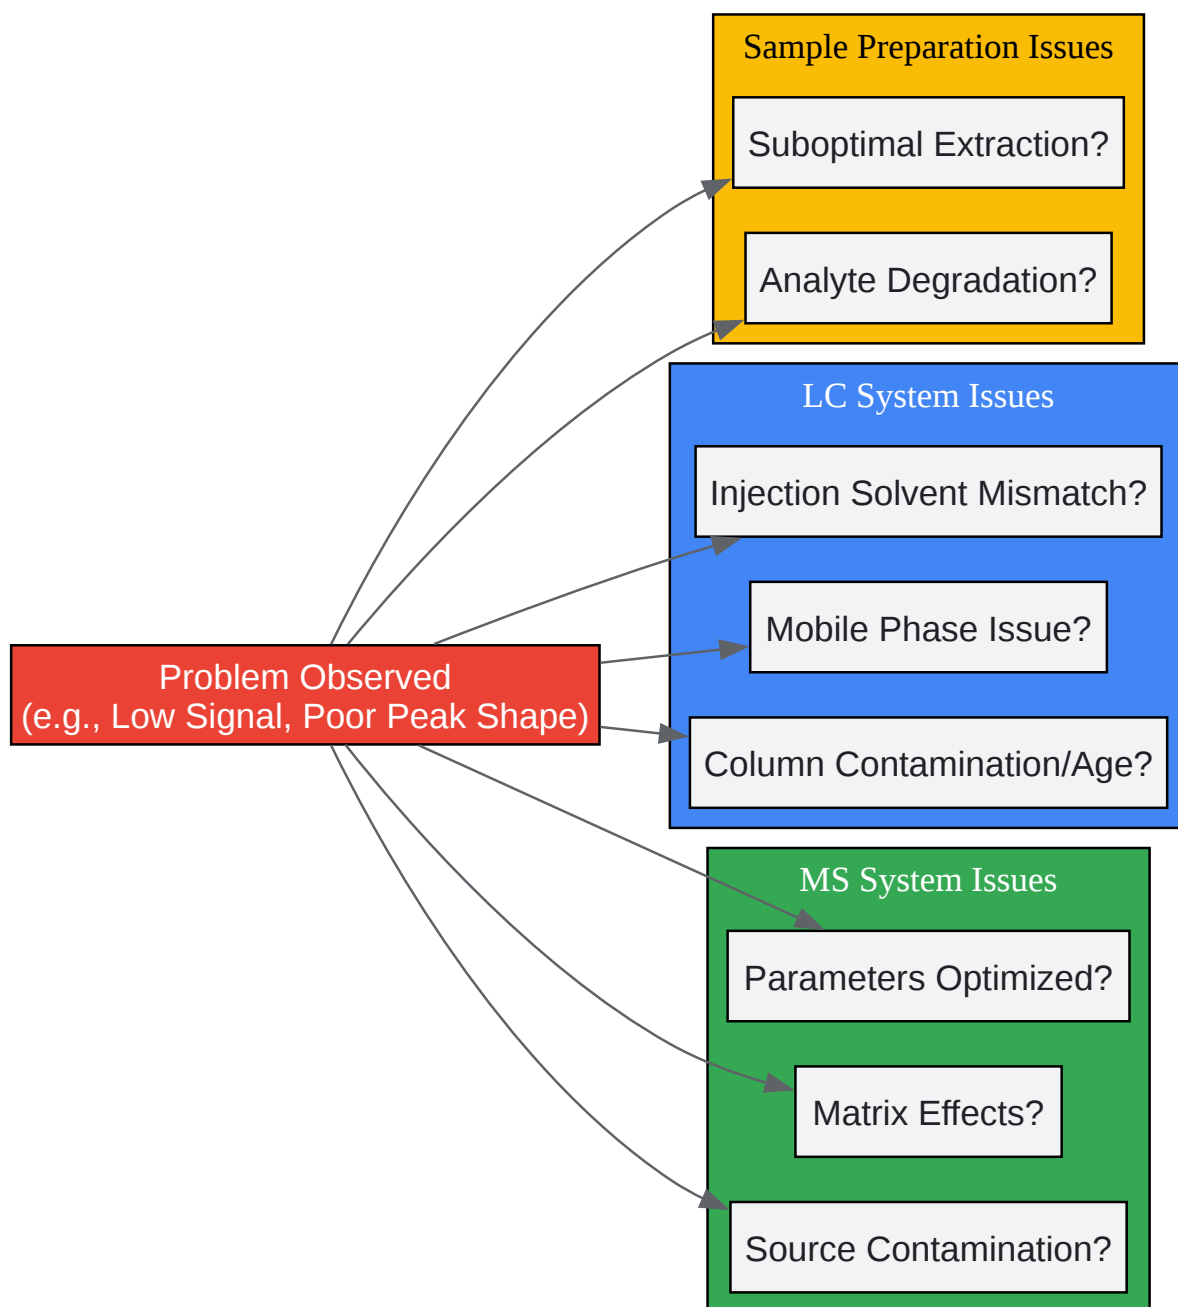 Sample Preparation Issues
Suboptimal Extraction?
Analyte Degradation?
LC System Issues
Injection Solvent Mismatch?
Mobile Phase Issue?
Problem Observed
(e.g., Low Signal, Poor Peak Shape)
Column Contamination/Age?
MS System Issues
Parameters Optimized?
Matrix Effects?
Source Contamination?